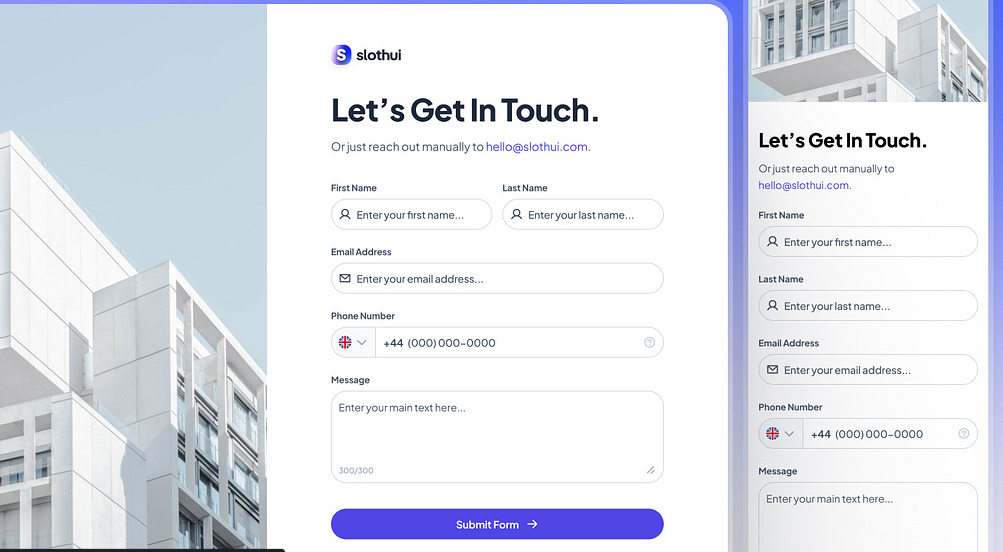 S slothui
Let's Get In Touch.
Or just reach out manually to hello@slothui.com.
First Name
Last Name
Enter your first name...
Enter your last name...
Email Address
Enter your email address...
Phone Number
+44 (000) 000-0000
Message
Enter your main text here...
300/300
Submit Form
Let's Get In Touch.
Or just reach out manually to
hello@slothui.com.
First Name
Enter your first name...
Last Name
Enter your last name...
Email Address
Enter your email address...
Phone Number
+44 (000) 000-0000
Message
Enter your main text here...